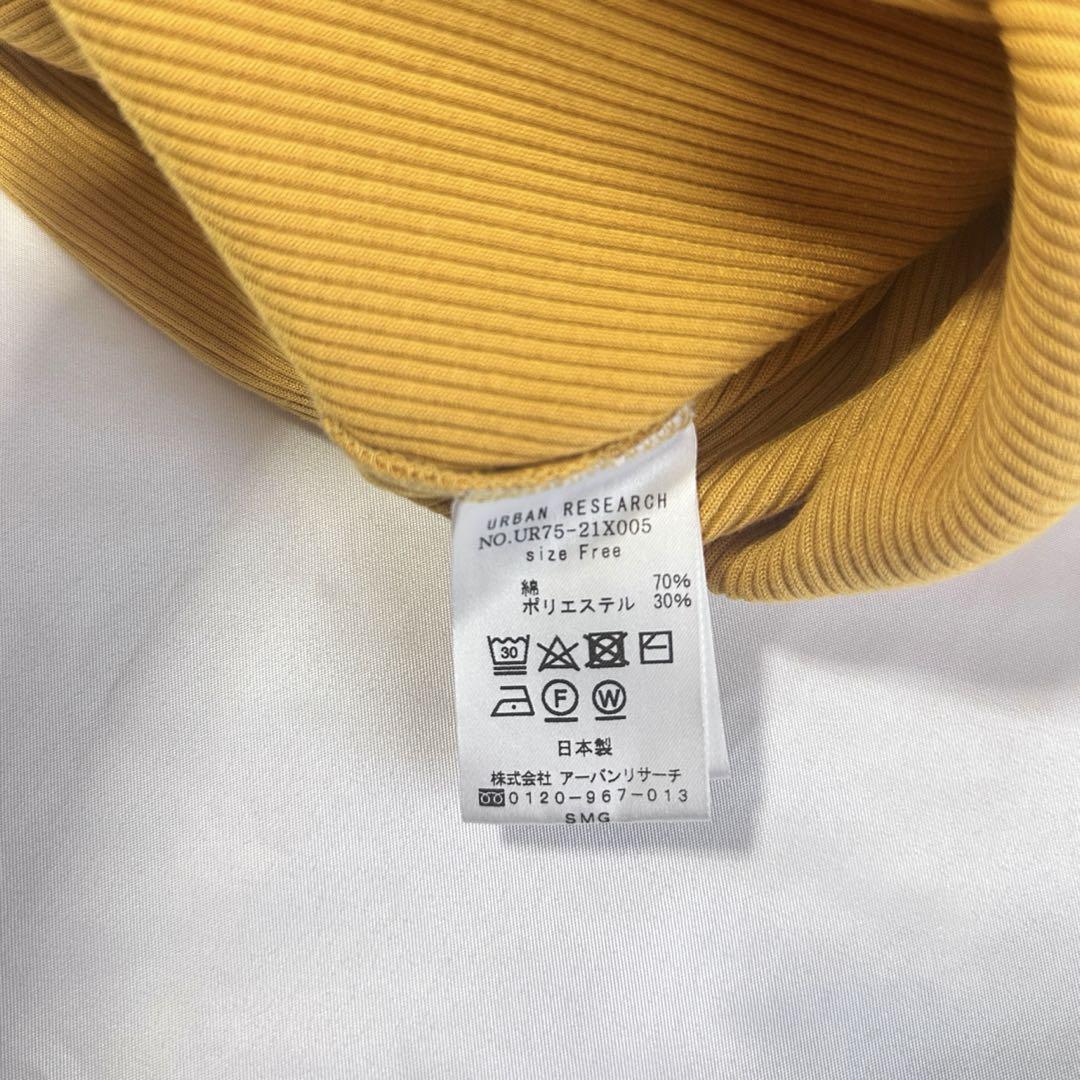 URBAN RESEARCH
NO.UR75-21X005
size Free
綿 70%
ポリエステル 30%
30
F W
日本製
株式会社 アーバンリサーチ
0120-967-013
SMG